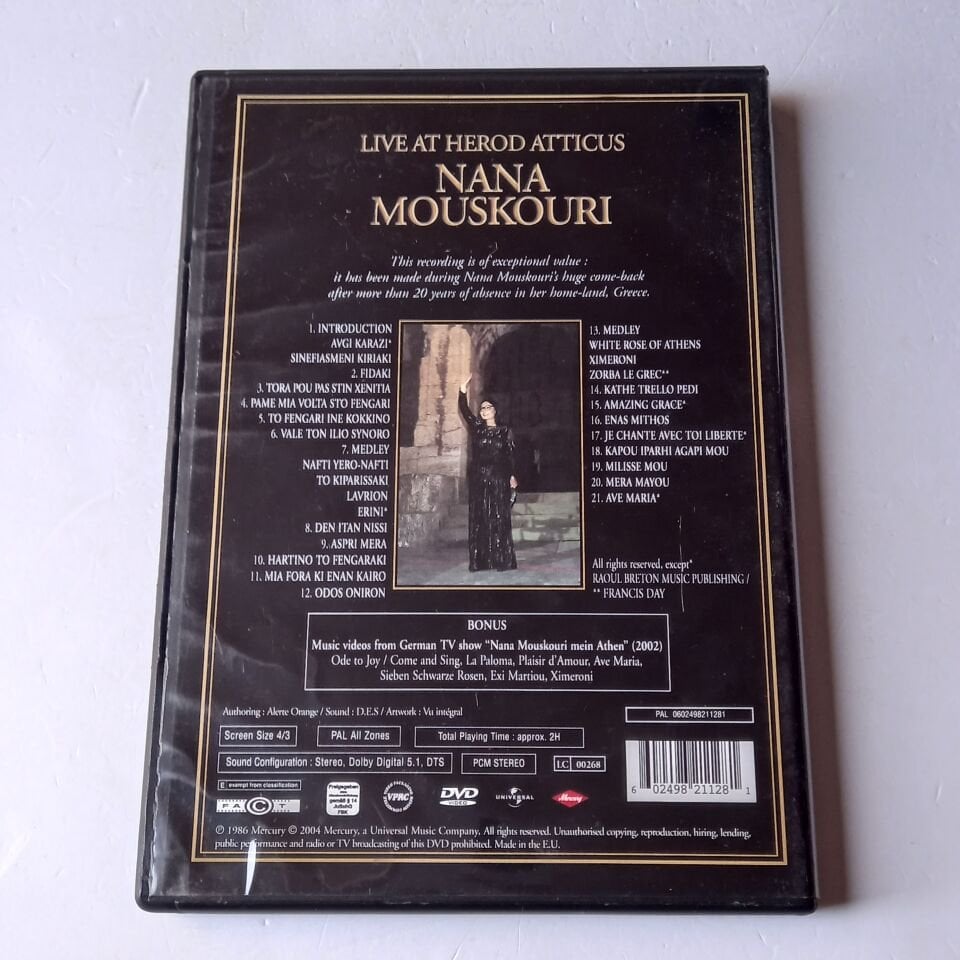 LIVE AT HEROD ATTICUS
NANA
MOUSKOURI
This recording is of exceptional value :
it has been made during Nana Mouskouri's huge come-back
after more than 20 years of absence in her home-land, Greece.
1. INTRODUCTION
AVGI KARAZI*
SINEFIASMENI KIRIAKI
2. FIDAKI
3. TORA POU PAS STIN XENITIA
4. PAME MIA VOLTA STO FENGARI
5. TO FENGARI INE KOKKINO
6. VALE TON ILIO SYNORO
7. MEDLEY
NAFTI YERO-NAFTI
TO KIPARISSAKI
LAVRION
ERINI*
8. DEN ITAN NISSI
9. ASPRI MERA
10. HARTINO TO FENGARAKI
11. MIA FORA KI ENAN KAIRO
12. ODOS ONIRON
13. MEDLEY
WHITE ROSE OF ATHENS
XIMERONI
ZORBA LE GREC**
14. KATHE TRELLO PEDI
15. AMAZING GRACE*
16. ENAS MITHOS
17. JE CHANTE AVEC TOI LIBERTE*
18. KAPOU IPARHI AGAPI MOU
19. MILISSE MOU
20. MERA MAYOU
21. AVE MARIA*
All rights reserved, except*
RAOUL BRETON MUSIC PUBLISHING /
** FRANCIS DAY
BONUS
Music videos from German TV show "Nana Mouskouri mein Athen" (2002)
Ode to Joy / Come and Sing, La Paloma, Plaisir d'Amour, Ave Maria,
Sieben Schwarze Rosen, Exi Martiou, Ximeroni
Authoring : Alerte Orange / Sound : D.E.S / Artwork : Vu intégral
PAL 0602498211281
Screen Size 4/3
PAL All Zones
Total Playing Time : approx. 2H
Sound Configuration : Stereo, Dolby Digital 5.1, DTS
PCM STEREO
LC 00268
6 02498 21128 1
E exempt from classification
FACT
Freigegeben
gemäß § 14
JuSchG
FSK
VPRC
DVD
VIDEO
UNIVERSAL
Mercury
℗ 1986 Mercury © 2004 Mercury, a Universal Music Company. All rights reserved. Unauthorised copying, reproduction, hiring, lending,
public performance and radio or TV broadcasting of this DVD prohibited. Made in the E.U.